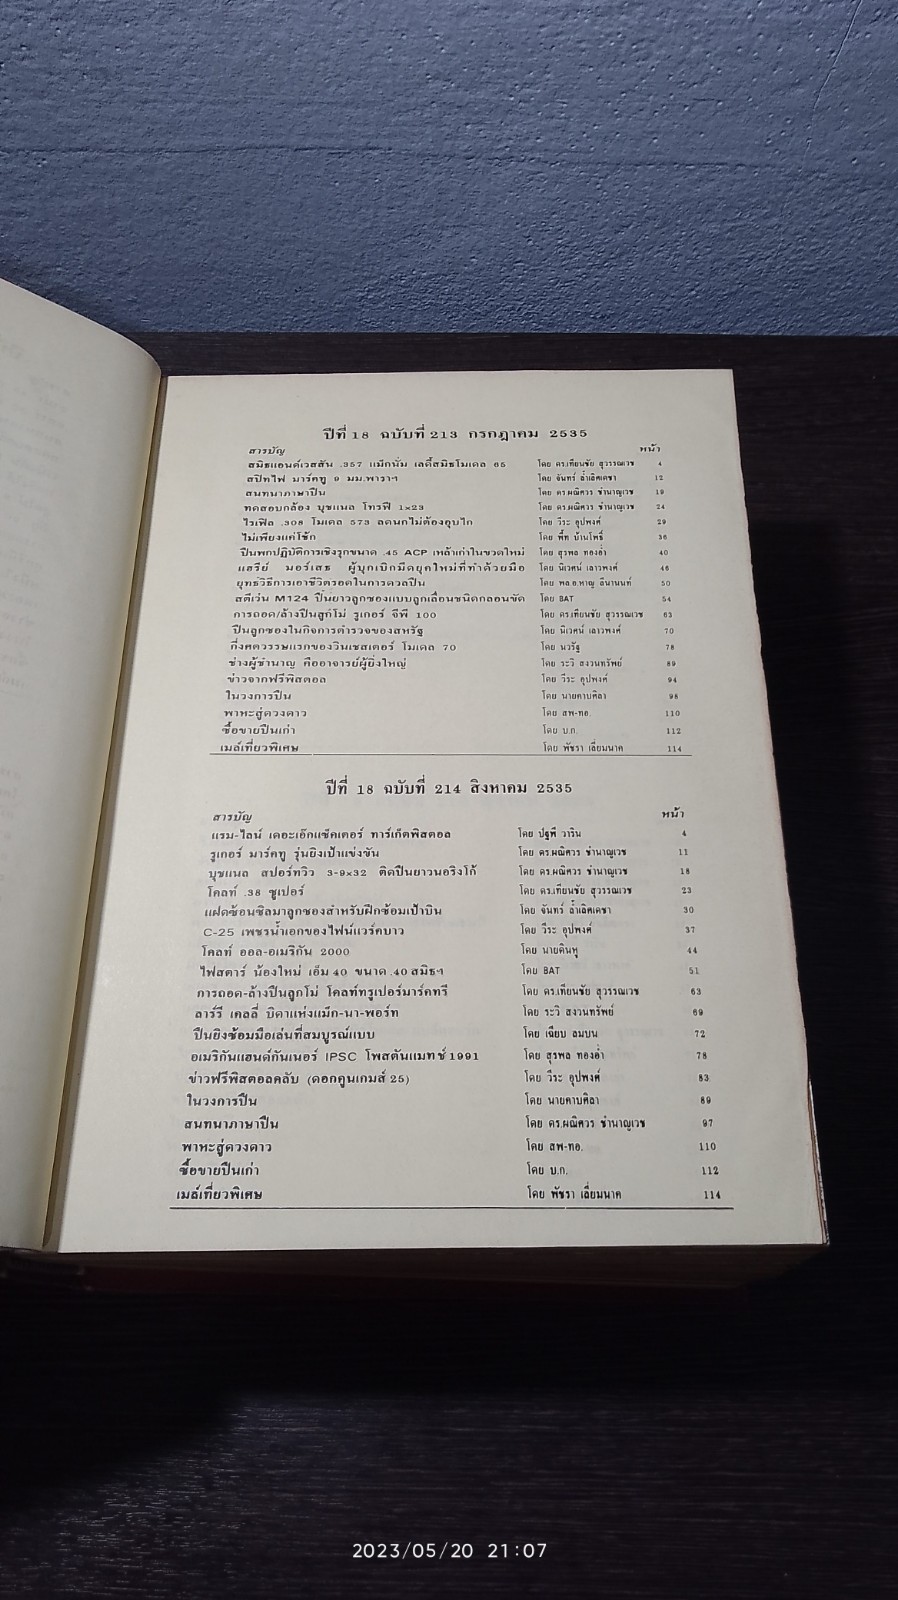 ปีที่ 18 ฉบับที่ 213 กรกฎาคม 2535
สารบัญ หน้า
สมิธแอนด์เวสสัน .357 แม็กนั่ม เลดี้สมิธโมเดล 65 โดย ดร.เทียนชัย สุวรรณเวช 4
สปิทไฟ มาร์คทู 9 มม.พาราฯ โดย จันทร์ ล้ำเลิศเดชา 12
สนทนาภาษาปืน โดย ดร.ผณิศวร ชำนาญเวช 19
ทดสอบกล้อง บุชแนล โทรฟี 1x23 โดย ดร.ผณิศวร ชำนาญเวช 24
ไรเฟิล .308 โมเดล 573 ลดนกไม่ต้องอุบไก โดย วีระ อุปพงศ์ 29
ไม่เพียงแค่โช้ก โดย พี้ท บ้านโพธิ์ 36
ปืนพกปฏิบัติการเชิงรุกขนาด .45 ACP เหล้าเก่าในขวดใหม่ โดย สุรพล ทองอ่ำ 40
แฮรีย์ มอร์เสธ ผู้บุกเบิกมีดยุคใหม่ที่ทำด้วยมือ โดย นิเวศน์ เลาวพงศ์ 46
ยุทธวิธีการเอาชีวิตรอดในการดวลปืน โดย พล.อ.หาญ ลีนานนท์ 50
สตีเว่น M124 ปืนยาวลูกซองแบบลูกเลื่อนชนิดกลอนขัด โดย BAT 54
การถอด/ล้างปืนลูกโม่ รูเกอร์ จีพี 100 โดย ดร.เทียนชัย สุวรรณเวช 63
ปืนลูกซองในกิจการตำรวจของสหรัฐ โดย นิเวศน์ เลาวพงศ์ 70
กึ่งศตวรรษแรกของวินเชสเตอร์ โมเดล 70 โดย นวรัฐ 78
ช่างผู้ชำนาญ คืออาจารย์ผู้ยิ่งใหญ่ โดย ระวิ สงวนทรัพย์ 89
ข่าวจากฟรีพิสตอล โดย วีระ อุปพงศ์ 94
ในวงการปืน โดย นายคาบศิลา 98
พาหะสู่ดวงดาว โดย สพ-ทอ. 110
ซื้อขายปืนเก่า โดย บ.ก. 112
เมล์เที่ยวพิเศษ โดย พัชรา เลี่ยมนาค 114
ปีที่ 18 ฉบับที่ 214 สิงหาคม 2535
สารบัญ หน้า
แรม-ไลน์ เดอะเอ็กแซ็คเตอร์ ทาร์เก็ตพิสตอล โดย ปฐพี วาริน 4
รูเกอร์ มาร์คทู รุ่นยิงเป้าแข่งขัน โดย ดร.ผณิศวร ชำนาญเวช 11
บุชแนล สปอร์ทวิว 3-9x32 ติดปืนยาวนอริงโก้ โดย ดร.ผณิศวร ชำนาญเวช 18
โคลท์ .38 ซูเปอร์ โดย ดร.เทียนชัย สุวรรณเวช 23
แฝดซ้อนซิลมาลูกซองสำหรับฝึกซ้อมเป้าบิน โดย จันทร์ ล้ำเลิศเดชา 30
C-25 เพชรน้ำเอกของไฟน์แวร์คบาว โดย วีระ อุปพงศ์ 37
โคลท์ ออล-อเมริกัน 2000 โดย นายดินหู 44
ไฟสตาร์ น้องใหม่ เอ็ม 40 ขนาด .40 สมิธฯ โดย BAT 51
การถอด-ล้างปืนลูกโม่ โคลท์ทรูเปอร์มาร์คทรี โดย ดร.เทียนชัย สุวรรณเวช 63
ลาร์รี เคลลี่ บิดาแห่งแม็ก-นา-พอร์ท โดย ระวิ สงวนทรัพย์ 69
ปืนยิงซ้อมมือเล่นที่สมบูรณ์แบบ โดย เฉียบ ลมบน 72
อเมริกันแฮนด์กันเนอร์ IPSC โพสตันแมทช์ 1991 โดย สุรพล ทองอ่ำ 78
ข่าวฟรีพิสตอลคลับ (ดอกคูนเกมส์ 25) โดย วีระ อุปพงศ์ 83
ในวงการปืน โดย นายคาบศิลา 89
สนทนาภาษาปืน โดย ดร.ผณิศวร ชำนาญเวช 97
พาหะสู่ดวงดาว โดย สพ-ทอ. 110
ซื้อขายปืนเก่า โดย บ.ก. 112
เมล์เที่ยวพิเศษ โดย พัชรา เลี่ยมนาค 114
2023/05/20 21:07